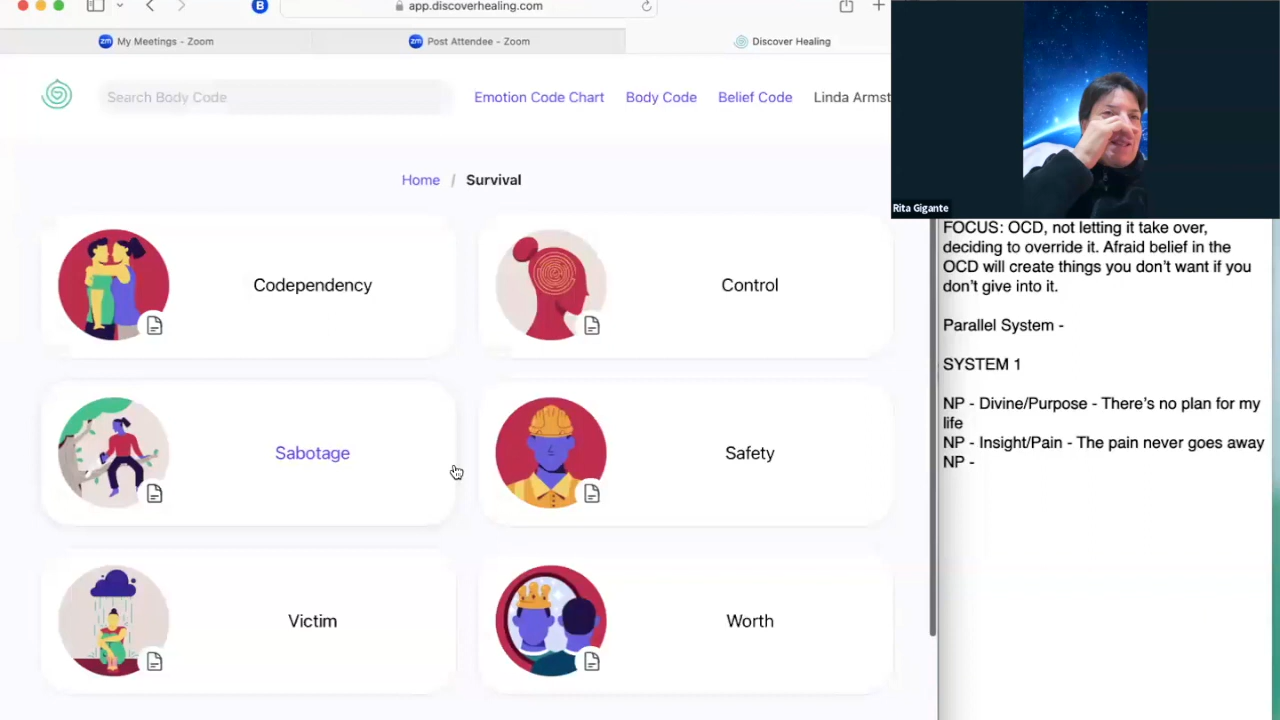 app.discoverhealing.com
zm My Meetings - Zoom
zm Post Attendee - Zoom
Discover Healing
B
Search Body Code
Emotion Code Chart
Body Code
Belief Code
Linda Armst
Home / Survival
Codependency
Control
Sabotage
Safety
Victim
Worth
Rita Gigante
FOCUS: OCD, not letting it take over,
deciding to override it. Afraid belief in the
OCD will create things you don’t want if you
don’t give into it.
Parallel System -
SYSTEM 1
NP - Divine/Purpose - There’s no plan for my
life
NP - Insight/Pain - The pain never goes away
NP -